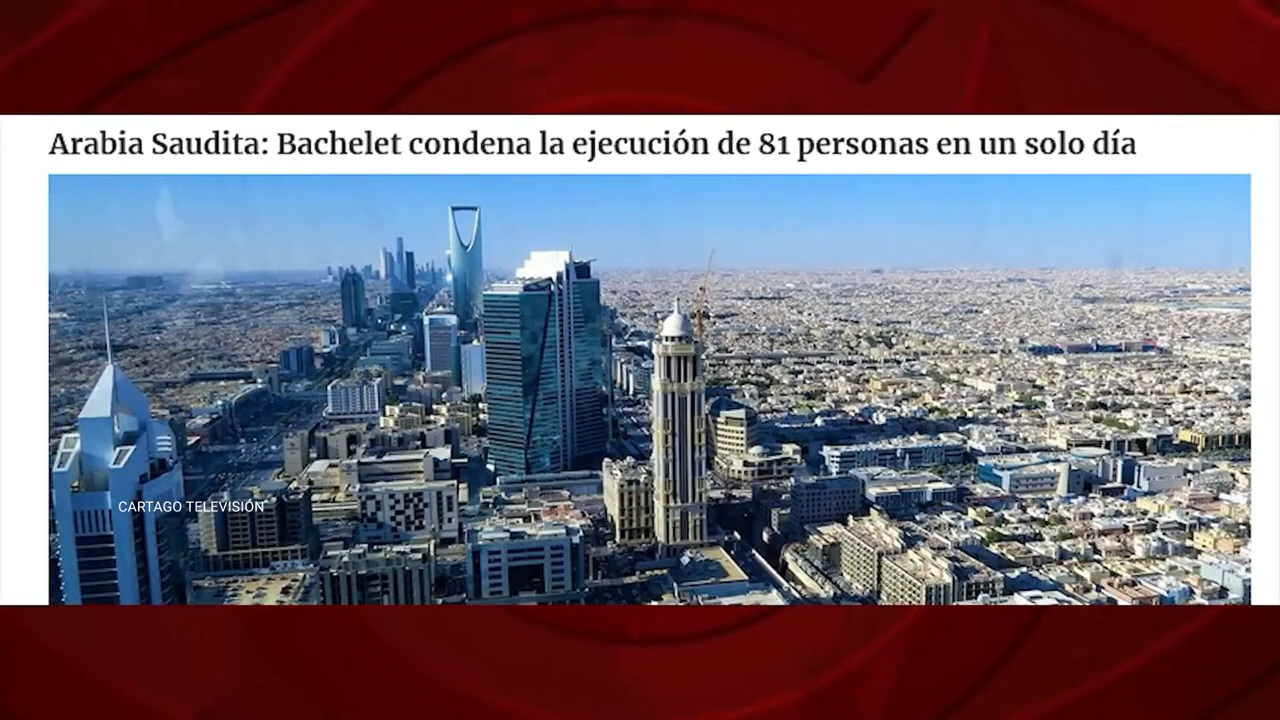 Arabia Saudita: Bachelet condena la ejecución de 81 personas en un solo día
CARTAGO TELEVISIÓN